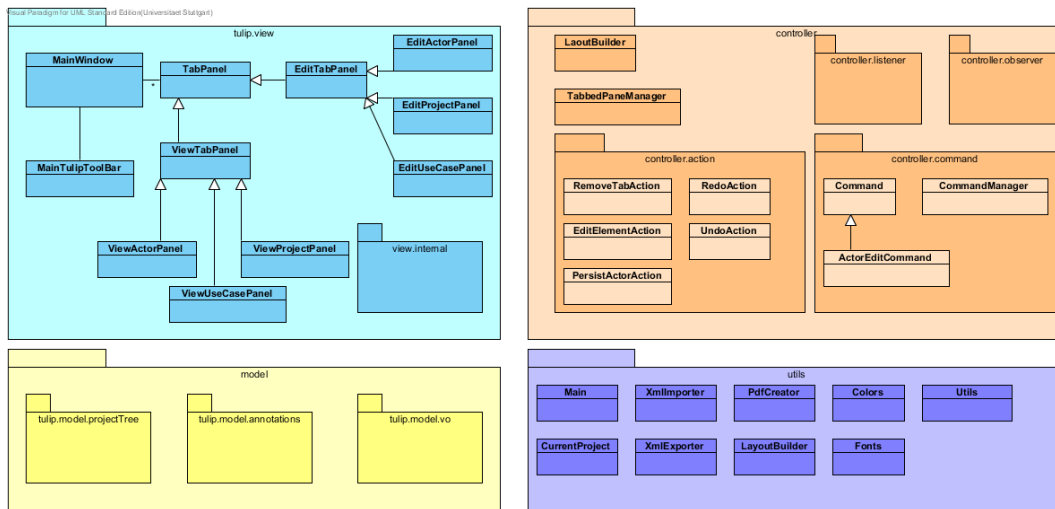 Visual Paradigm for UML Standard Edition(Universitaet Stuttgart)
tulip.view
MainWindow
TabPanel
EditTabPanel
EditActorPanel
*
EditProjectPanel
ViewTabPanel
MainTulipToolBar
EditUseCasePanel
ViewActorPanel
ViewProjectPanel
view.internal
ViewUseCasePanel
controller
LaoutBuilder
controller.listener
controller.observer
TabbedPaneManager
controller.action
RemoveTabAction
RedoAction
EditElementAction
UndoAction
PersistActorAction
controller.command
Command
CommandManager
ActorEditCommand
model
tulip.model.projectTree
tulip.model.annotations
tulip.model.vo
utils
Main
XmlImporter
PdfCreator
Colors
Utils
CurrentProject
XmlExporter
LayoutBuilder
Fonts